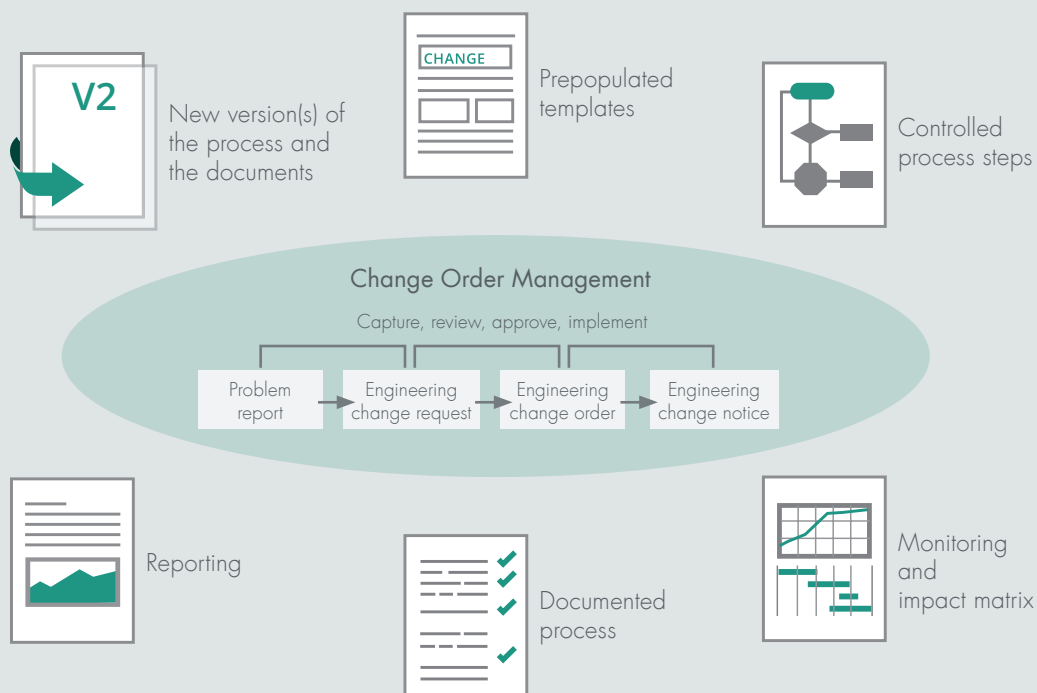 V2
New version(s) of
the process and
the documents
CHANGE
Prepopulated
templates
Controlled
process steps
Change Order Management
Capture, review, approve, implement
Problem
report
Engineering
change request
Engineering
change order
Engineering
change notice
Reporting
Documented
process
Monitoring
and
impact matrix